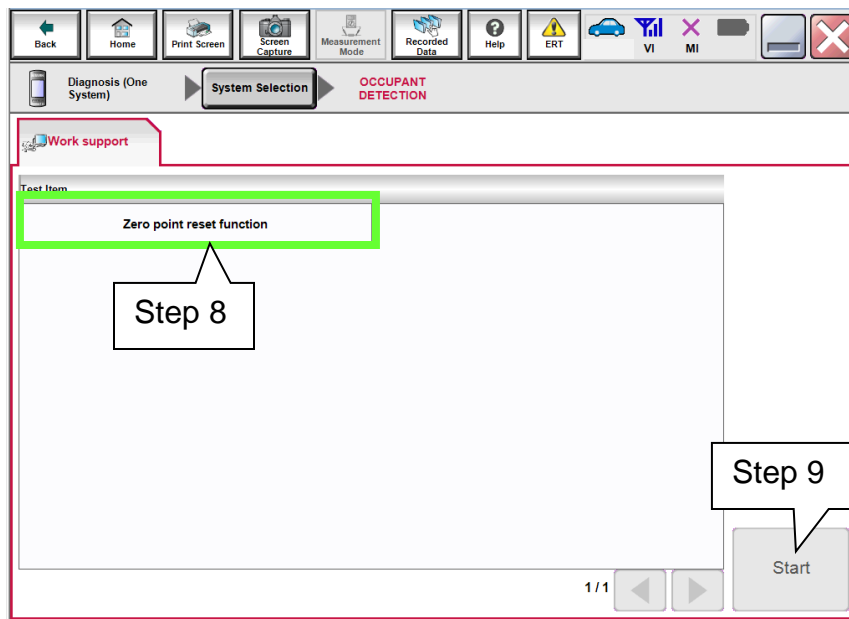 Back
Home
Print Screen
Screen
Capture
Measurement
Mode
Recorded
Data
Help
ERT
VI
MI
Diagnosis (One
System)
System Selection
OCCUPANT
DETECTION
Work support
Test Item
Zero point reset function
Step 8
Step 9
Start
1/1